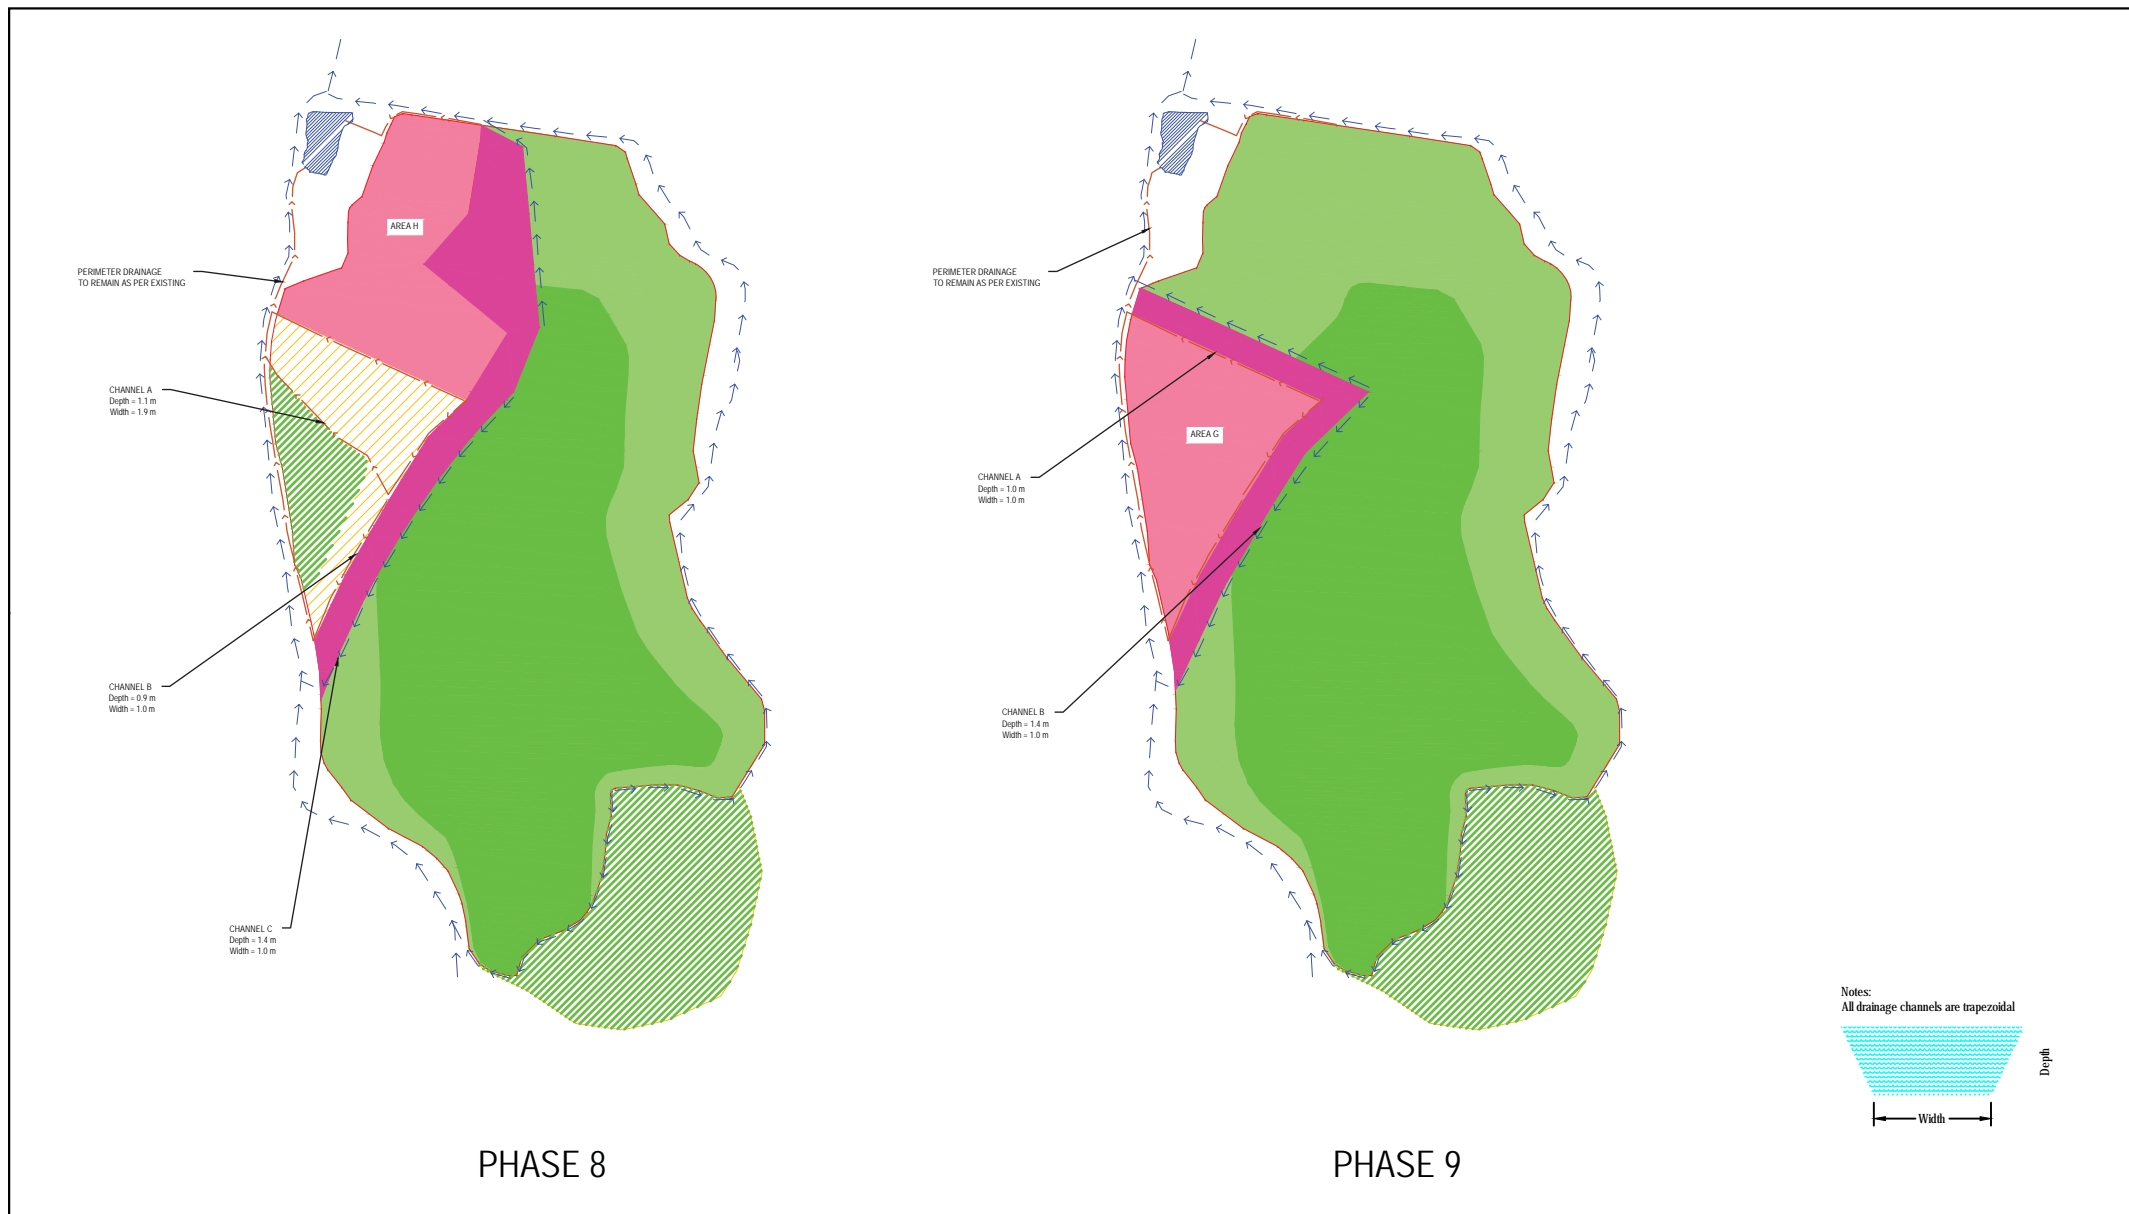 AREA H
PERIMETER DRAINAGE
TO REMAIN AS PER EXISTING
CHANNEL A
Depth = 1.1 m
Width = 1.9 m
CHANNEL B
Depth = 0.9 m
Width = 1.0 m
CHANNEL C
Depth = 1.4 m
Width = 1.0 m
PHASE 8
PERIMETER DRAINAGE
TO REMAIN AS PER EXISTING
AREA G
CHANNEL A
Depth = 1.0 m
Width = 1.0 m
CHANNEL B
Depth = 1.4 m
Width = 1.0 m
PHASE 9
Notes:
All drainage channels are trapezoidal
Depth
Width